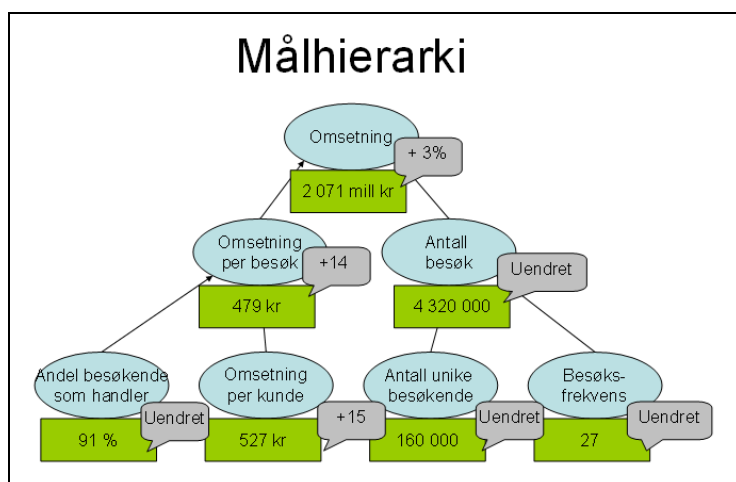 Målhierarki
Omsetning
+ 3%
2 071 mill kr
Omsetning
per besøk
+14
479 kr
Antall
besøk
Uendret
4 320 000
Andel besøkende
som handler
Uendret
91 %
Omsetning
per kunde
+15
527 kr
Antall unike
besøkende
Uendret
160 000
Besøks-
frekvens
Uendret
27